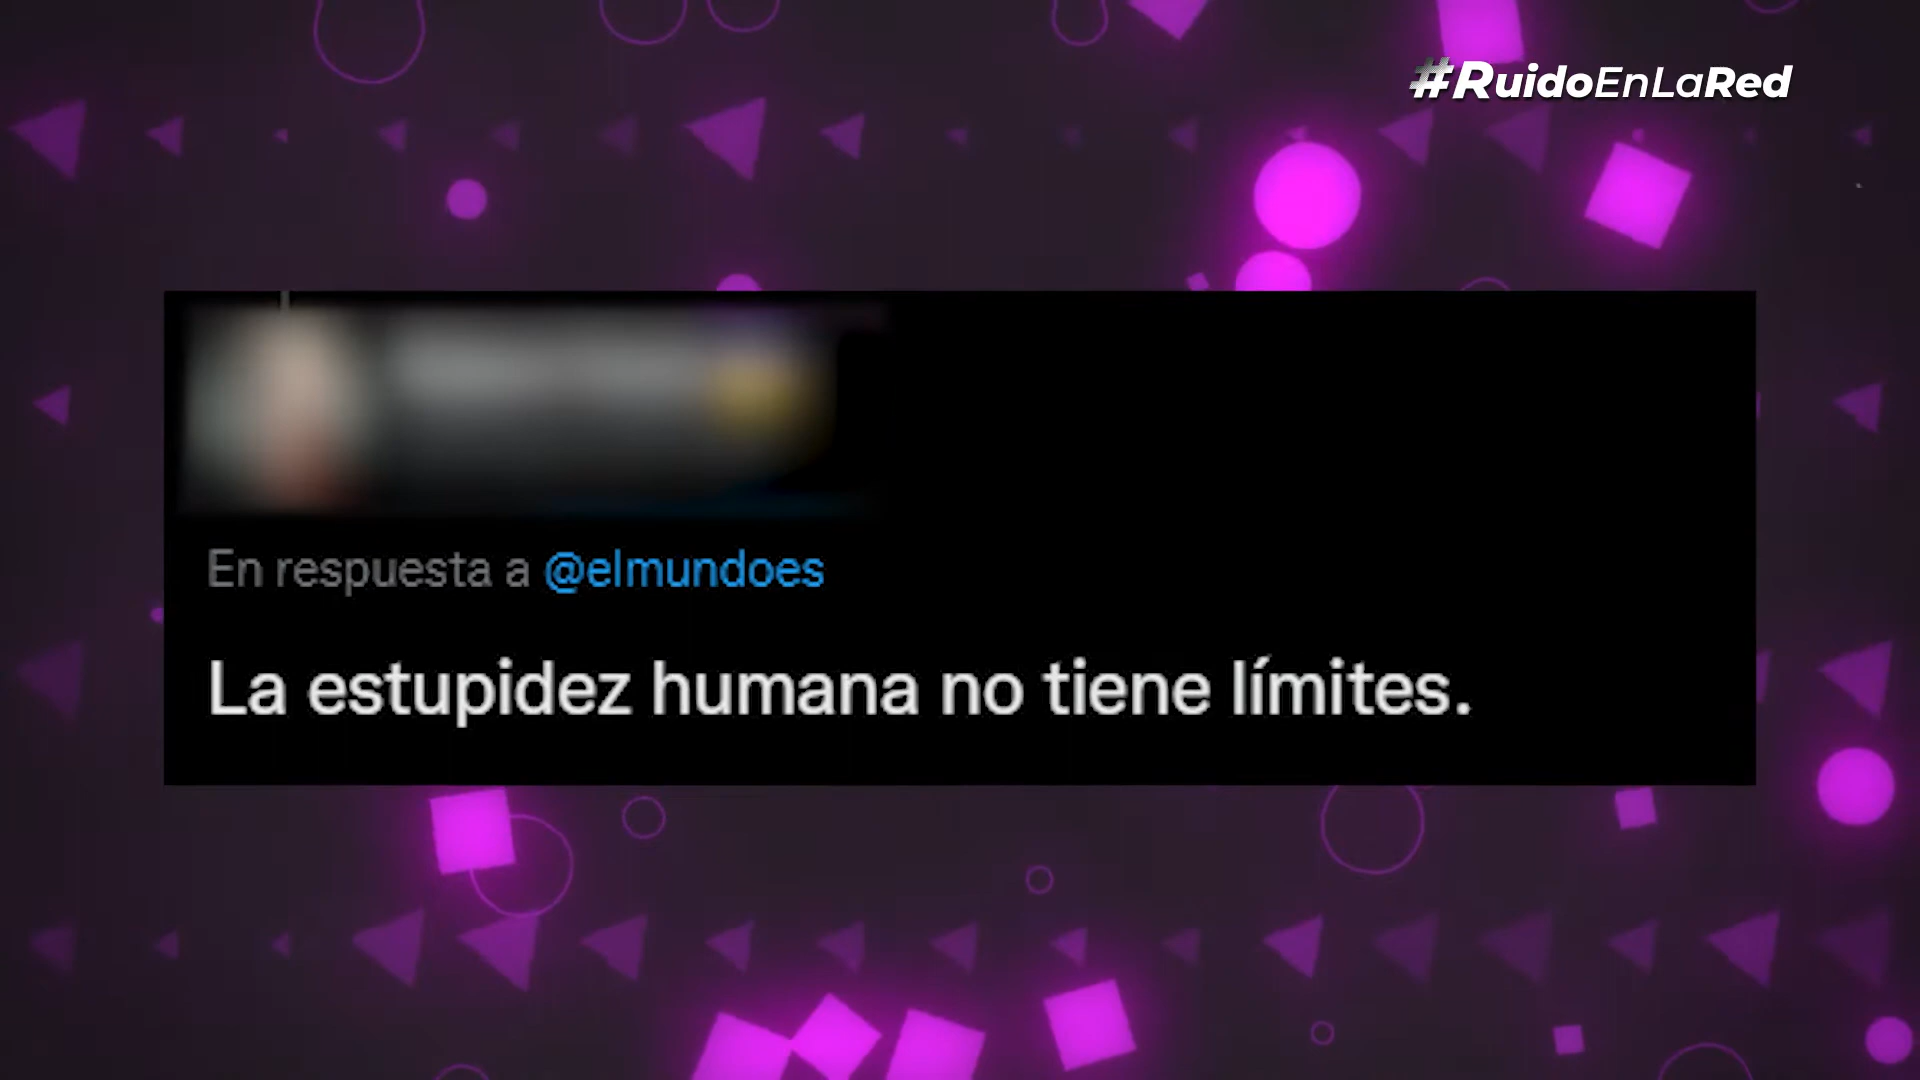 #RuidoEnLaRed
En respuesta a @elmundoes
La estupidez humana no tiene límites.